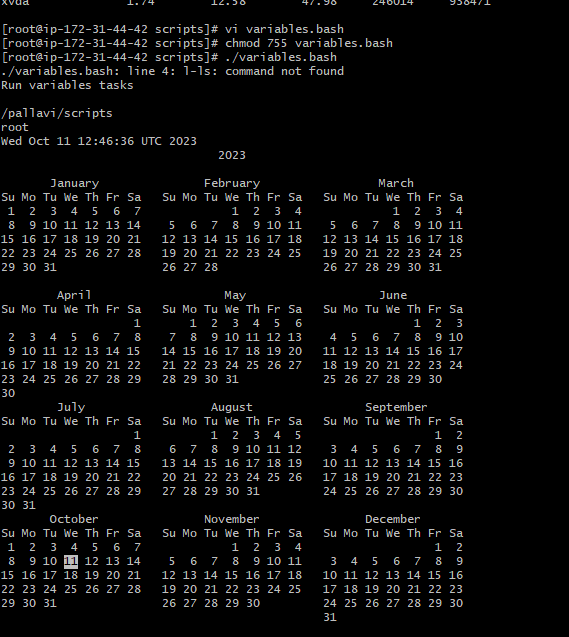 xvda              1.74        12.58        47.98     246014     938471
[root@ip-172-31-44-42 scripts]# vi variables.bash
[root@ip-172-31-44-42 scripts]# chmod 755 variables.bash
[root@ip-172-31-44-42 scripts]# ./variables.bash
./variables.bash: line 4: l-ls: command not found
Run variables tasks
/pallavi/scripts
root
Wed Oct 11 12:46:36 UTC 2023
                               2023
       January               February                 March
Su Mo Tu We Th Fr Sa   Su Mo Tu We Th Fr Sa   Su Mo Tu We Th Fr Sa
 1  2  3  4  5  6  7             1  2  3  4             1  2  3  4
 8  9 10 11 12 13 14    5  6  7  8  9 10 11    5  6  7  8  9 10 11
15 16 17 18 19 20 21   12 13 14 15 16 17 18   12 13 14 15 16 17 18
22 23 24 25 26 27 28   19 20 21 22 23 24 25   19 20 21 22 23 24 25
29 30 31               26 27 28               26 27 28 29 30 31
        April                   May                   June
Su Mo Tu We Th Fr Sa   Su Mo Tu We Th Fr Sa   Su Mo Tu We Th Fr Sa
                   1       1  2  3  4  5  6                1  2  3
 2  3  4  5  6  7  8    7  8  9 10 11 12 13    4  5  6  7  8  9 10
 9 10 11 12 13 14 15   14 15 16 17 18 19 20   11 12 13 14 15 16 17
16 17 18 19 20 21 22   21 22 23 24 25 26 27   18 19 20 21 22 23 24
23 24 25 26 27 28 29   28 29 30 31            25 26 27 28 29 30
30
        July                  August                September
Su Mo Tu We Th Fr Sa   Su Mo Tu We Th Fr Sa   Su Mo Tu We Th Fr Sa
                   1          1  2  3  4  5                   1  2
 2  3  4  5  6  7  8    6  7  8  9 10 11 12    3  4  5  6  7  8  9
 9 10 11 12 13 14 15   13 14 15 16 17 18 19   10 11 12 13 14 15 16
16 17 18 19 20 21 22   20 21 22 23 24 25 26   17 18 19 20 21 22 23
23 24 25 26 27 28 29   27 28 29 30 31         24 25 26 27 28 29 30
30 31
       October               November               December
Su Mo Tu We Th Fr Sa   Su Mo Tu We Th Fr Sa   Su Mo Tu We Th Fr Sa
 1  2  3  4  5  6  7             1  2  3  4                   1  2
 8  9 10 11 12 13 14    5  6  7  8  9 10 11    3  4  5  6  7  8  9
15 16 17 18 19 20 21   12 13 14 15 16 17 18   10 11 12 13 14 15 16
22 23 24 25 26 27 28   19 20 21 22 23 24 25   17 18 19 20 21 22 23
29 30 31               26 27 28 29 30         24 25 26 27 28 29 30
                                              31